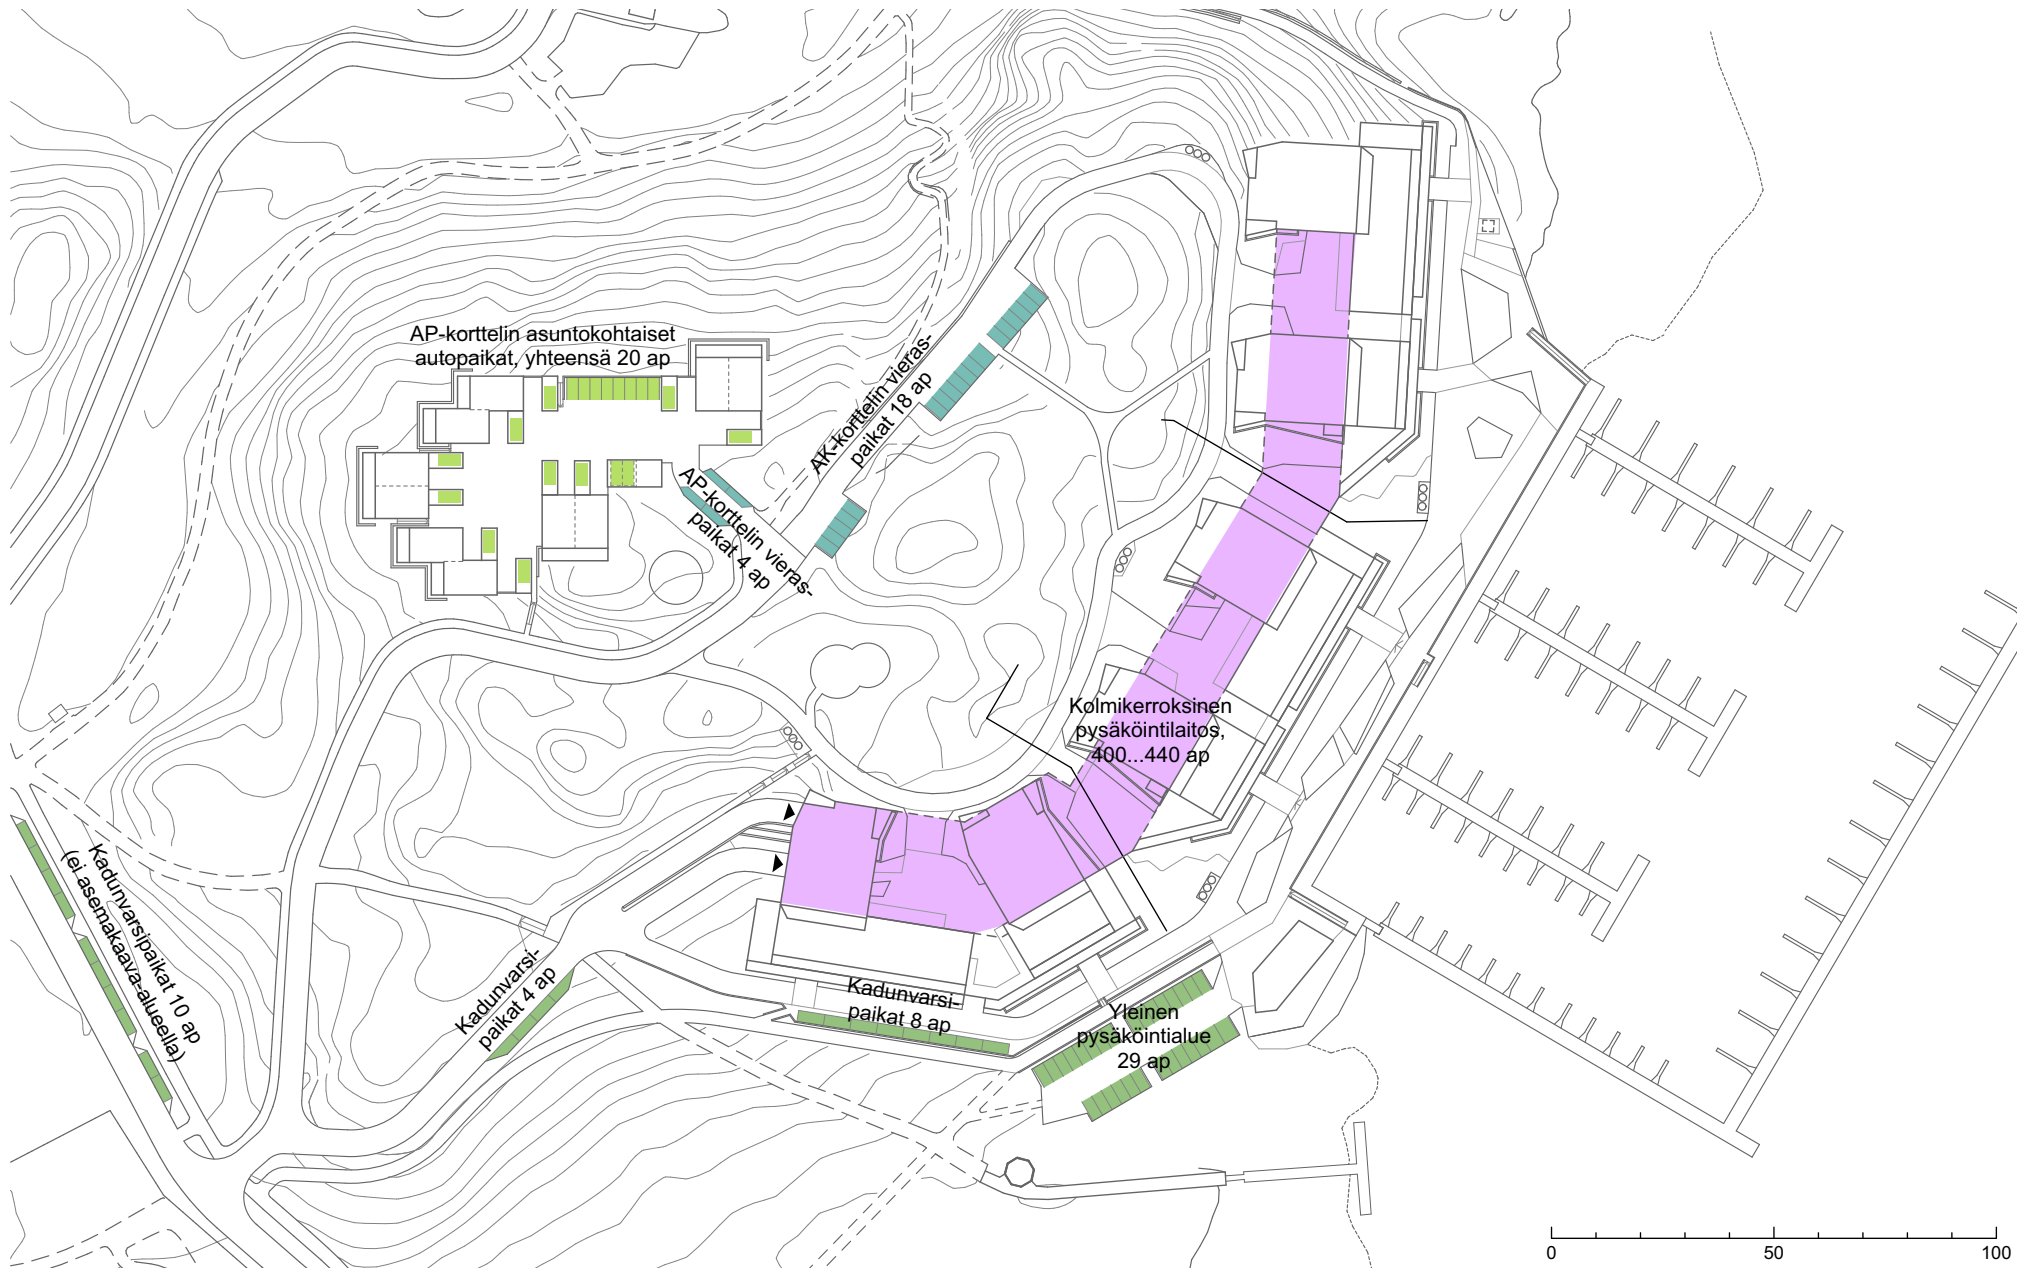 AP-korttelin asuntokohtaiset
autopaikat, yhteensä 20 ap
AK-korttelin vieras-
paikat 18 ap
AP-korttelin vieras-
paikat 4 ap
Kolmikerroksinen
pysäköintilaitos,
400...440 ap
Kadunvarsipaikat 10 ap
(ei asemakaava-alueella)
Kadunvarsi-
paikat 4 ap
Kadunvarsi-
paikat 8 ap
Yleinen
pysäköintialue
29 ap
0 50 100